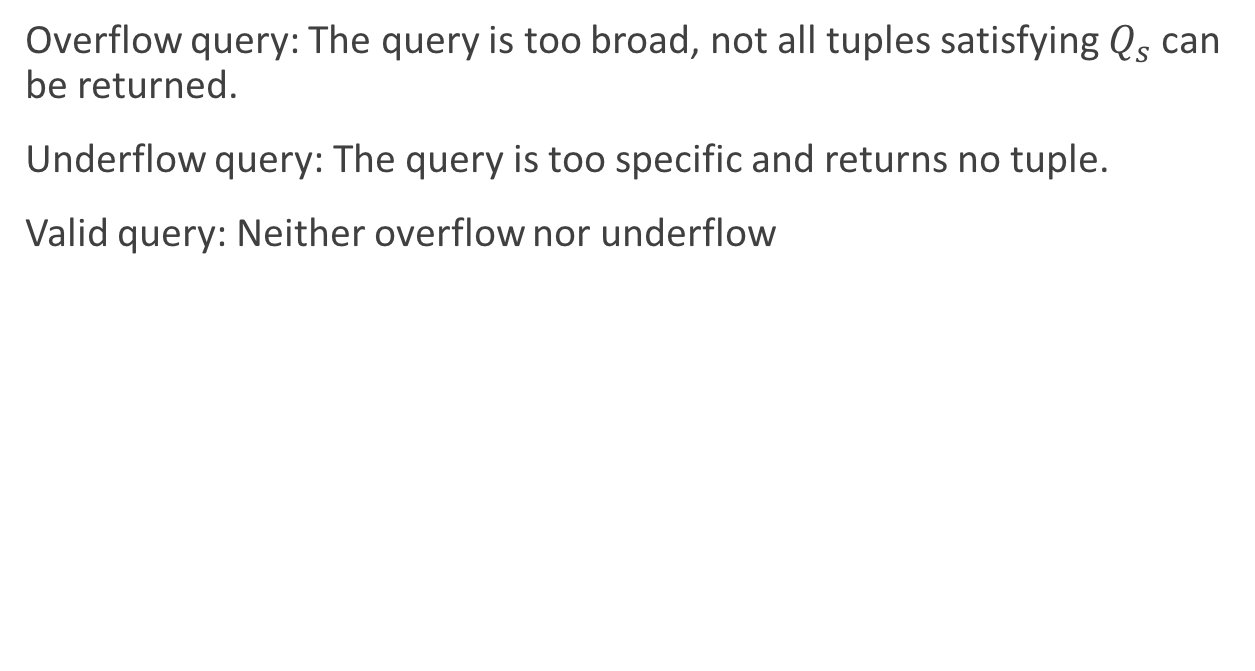 Overflow query: The query is too broad, not all tuples satisfying $Q_s$ can
be returned.
Underflow query: The query is too specific and returns no tuple.
Valid query: Neither overflow nor underflow